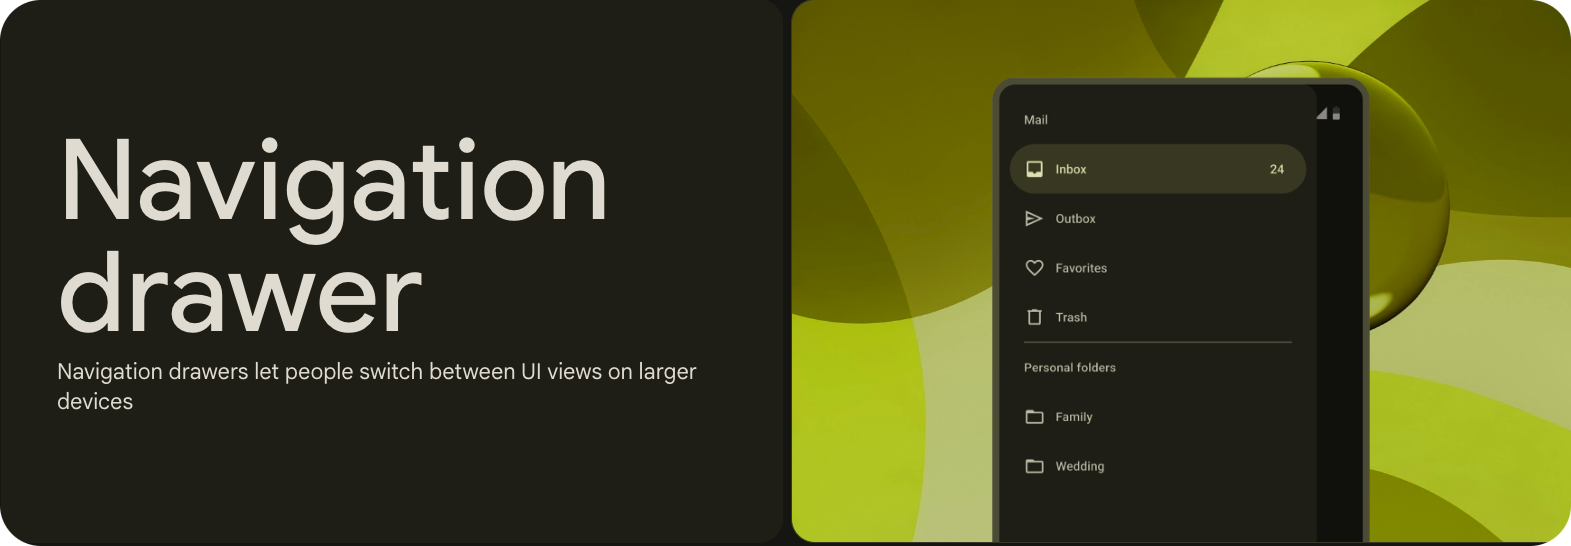 Navigation
drawer
Navigation drawers let people switch between UI views on larger
devices
Mail
Inbox 24
Outbox
Favorites
Trash
Personal folders
Family
Wedding